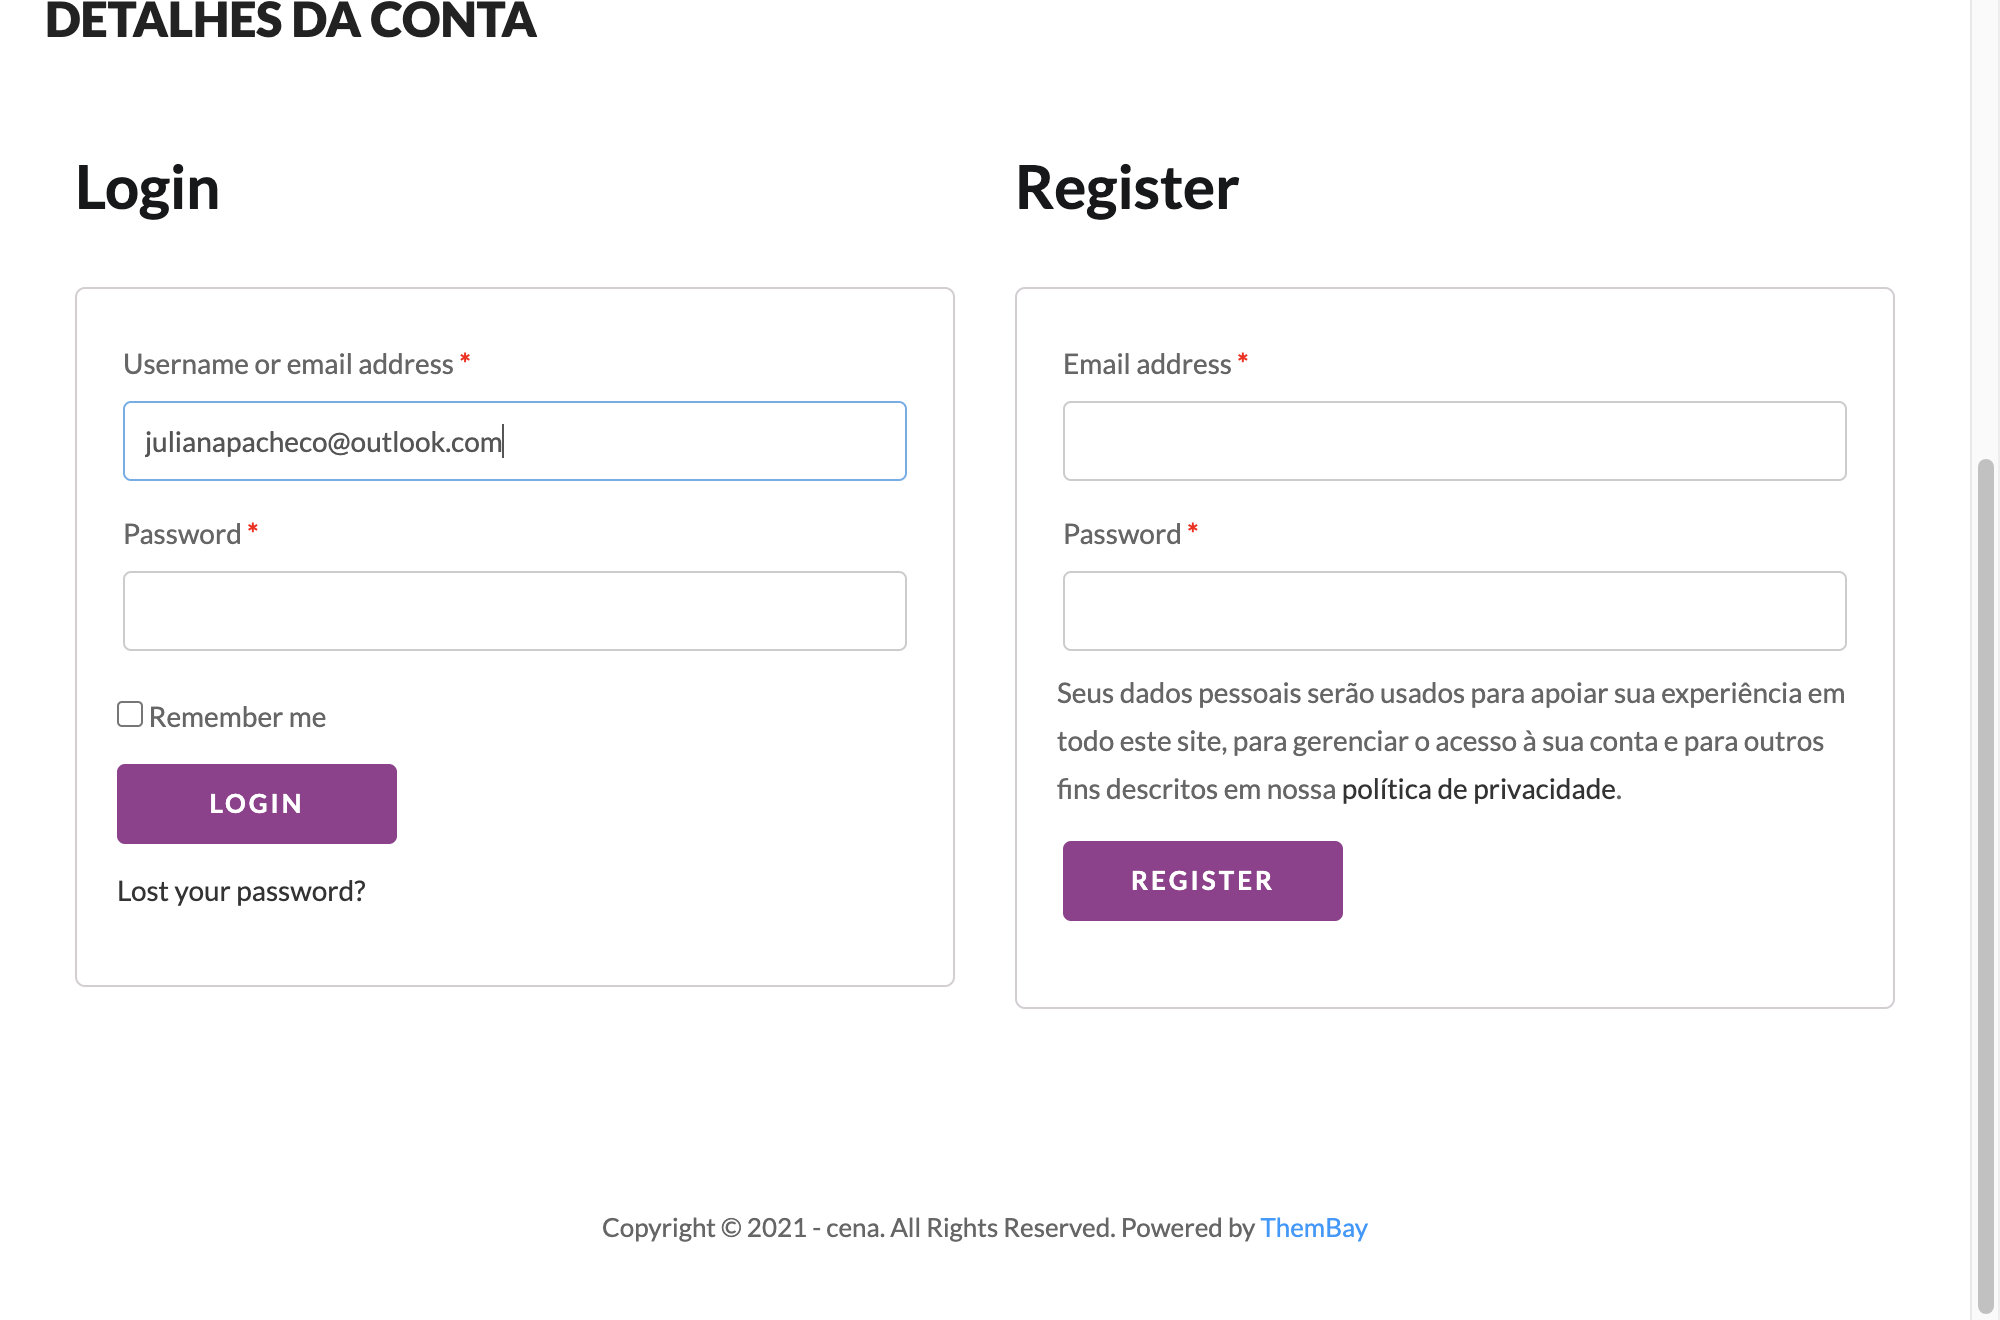 DETALHES DA CONTA
Login
Username or email address *
julianapacheco@outlook.com
Password *
Remember me
LOGIN
Lost your password?
Register
Email address *
Password *
Seus dados pessoais serão usados para apoiar sua experiência em
todo este site, para gerenciar o acesso à sua conta e para outros
fins descritos em nossa política de privacidade.
REGISTER
Copyright © 2021 - cena. All Rights Reserved. Powered by ThemBay